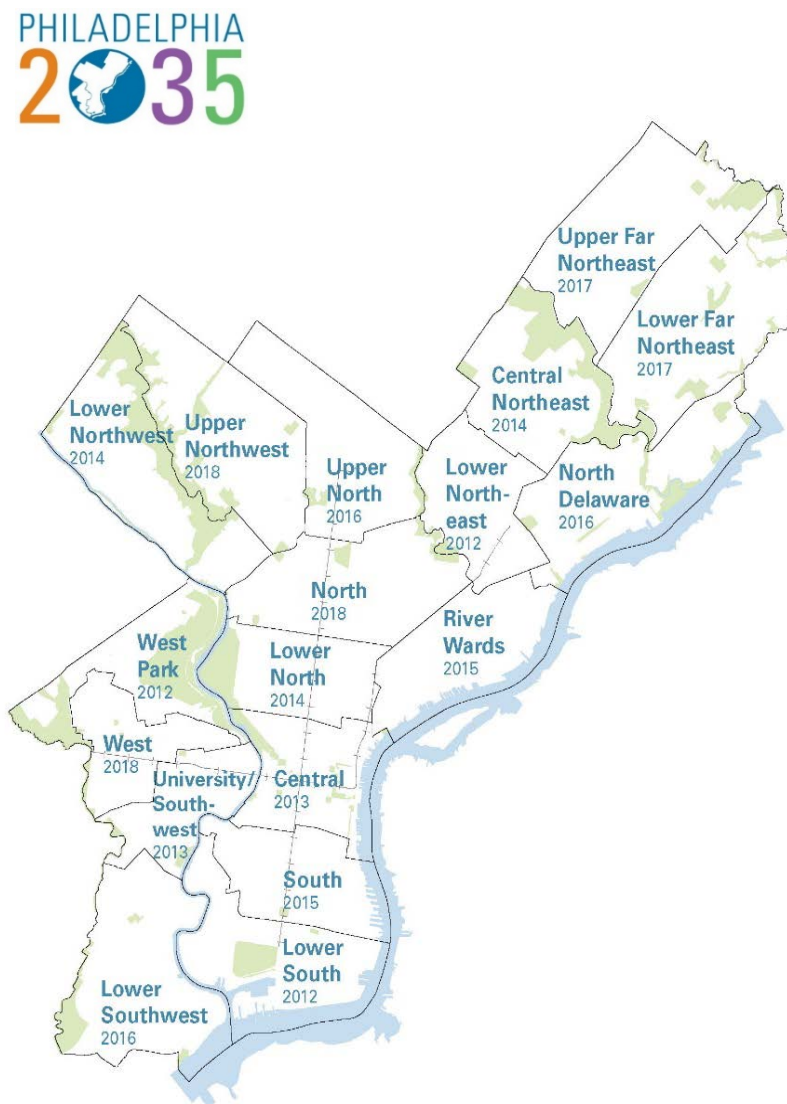 PHILADELPHIA
2035
Upper Far
Northeast
2017
Lower Far
Northeast
2017
Central
Northeast
2014
Lower
Northwest
2014
Upper
Northwest
2018
Upper
North
2016
Lower
North-
east
2012
North
Delaware
2016
North
2018
River
Wards
2015
West
Park
2012
Lower
North
2014
West
2018
University/
South-
west
2013
Central
2013
South
2015
Lower
South
2012
Lower
Southwest
2016